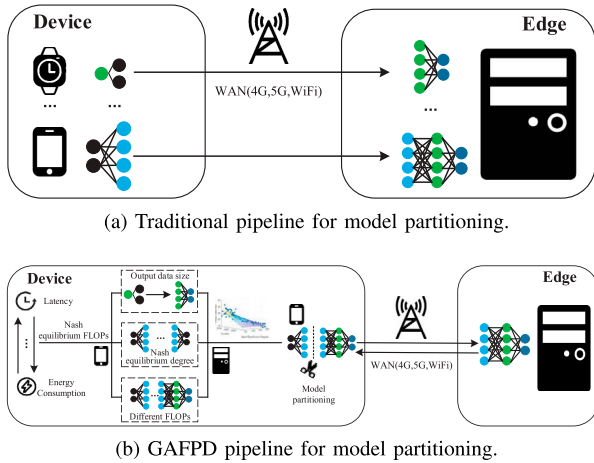 Device
Edge
WAN(4G,5G,WiFi)
...
...
...
(a) Traditional pipeline for model partitioning.
Device
Edge
Output data size
Latency
Nash
equilibrium FLOPs
...
Nash
equilibrium degree
...
Energy
Consumption
...
Different FLOPs
Model
partitioning
WAN(4G,5G,WiFi)
(b) GAFPD pipeline for model partitioning.